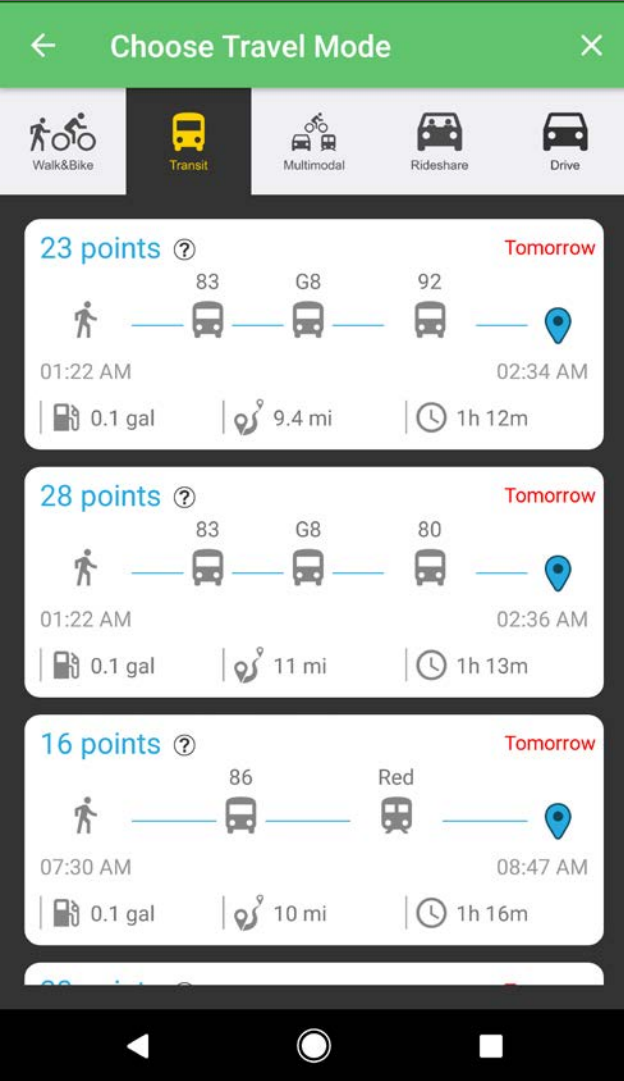 Choose Travel Mode
Walk&Bike Transit Multimodal Rideshare Drive
23 points ? Tomorrow
83 G8 92
01:22 AM 02:34 AM
0.1 gal 9.4 mi 1h 12m
28 points ? Tomorrow
83 G8 80
01:22 AM 02:36 AM
0.1 gal 11 mi 1h 13m
16 points ? Tomorrow
86 Red
07:30 AM 08:47 AM
0.1 gal 10 mi 1h 16m